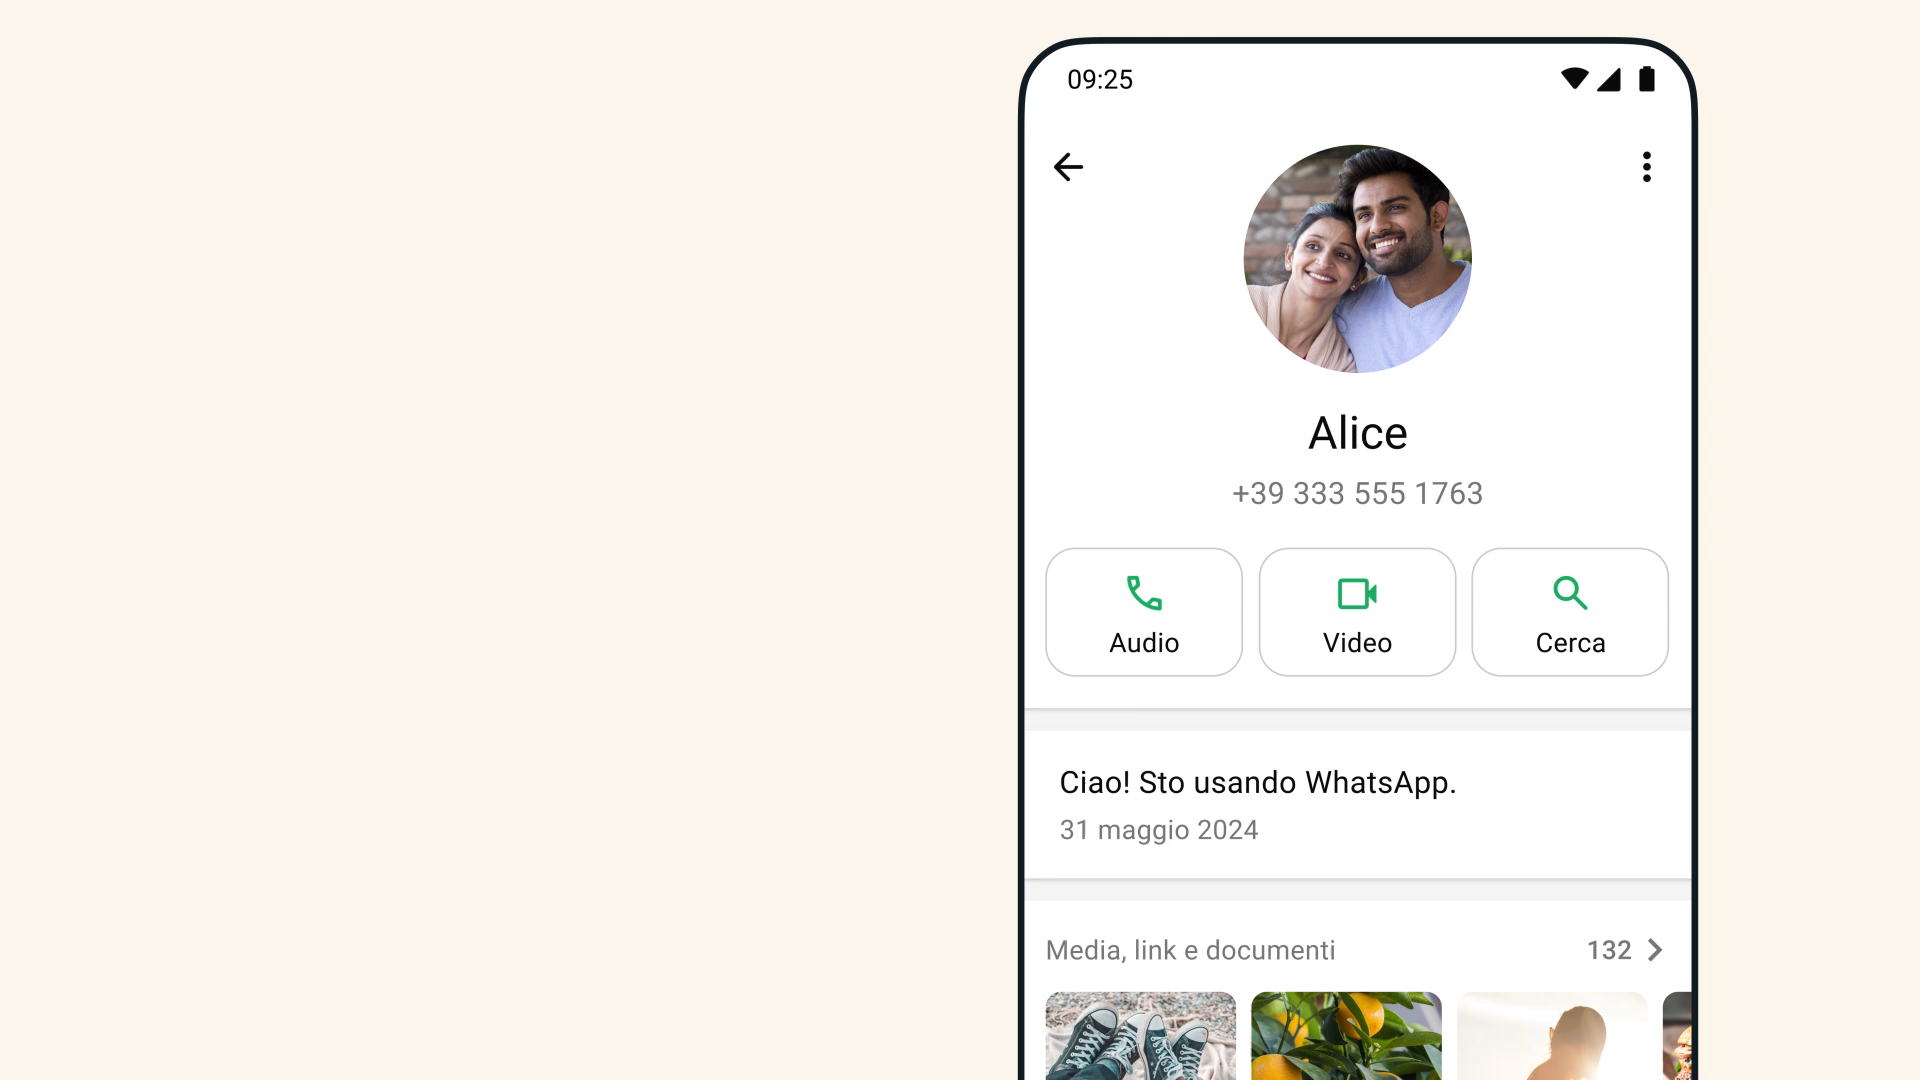 09:25
Alice
+39 333 555 1763
Audio
Video
Cerca
Ciao! Sto usando WhatsApp.
31 maggio 2024
Media, link e documenti
132